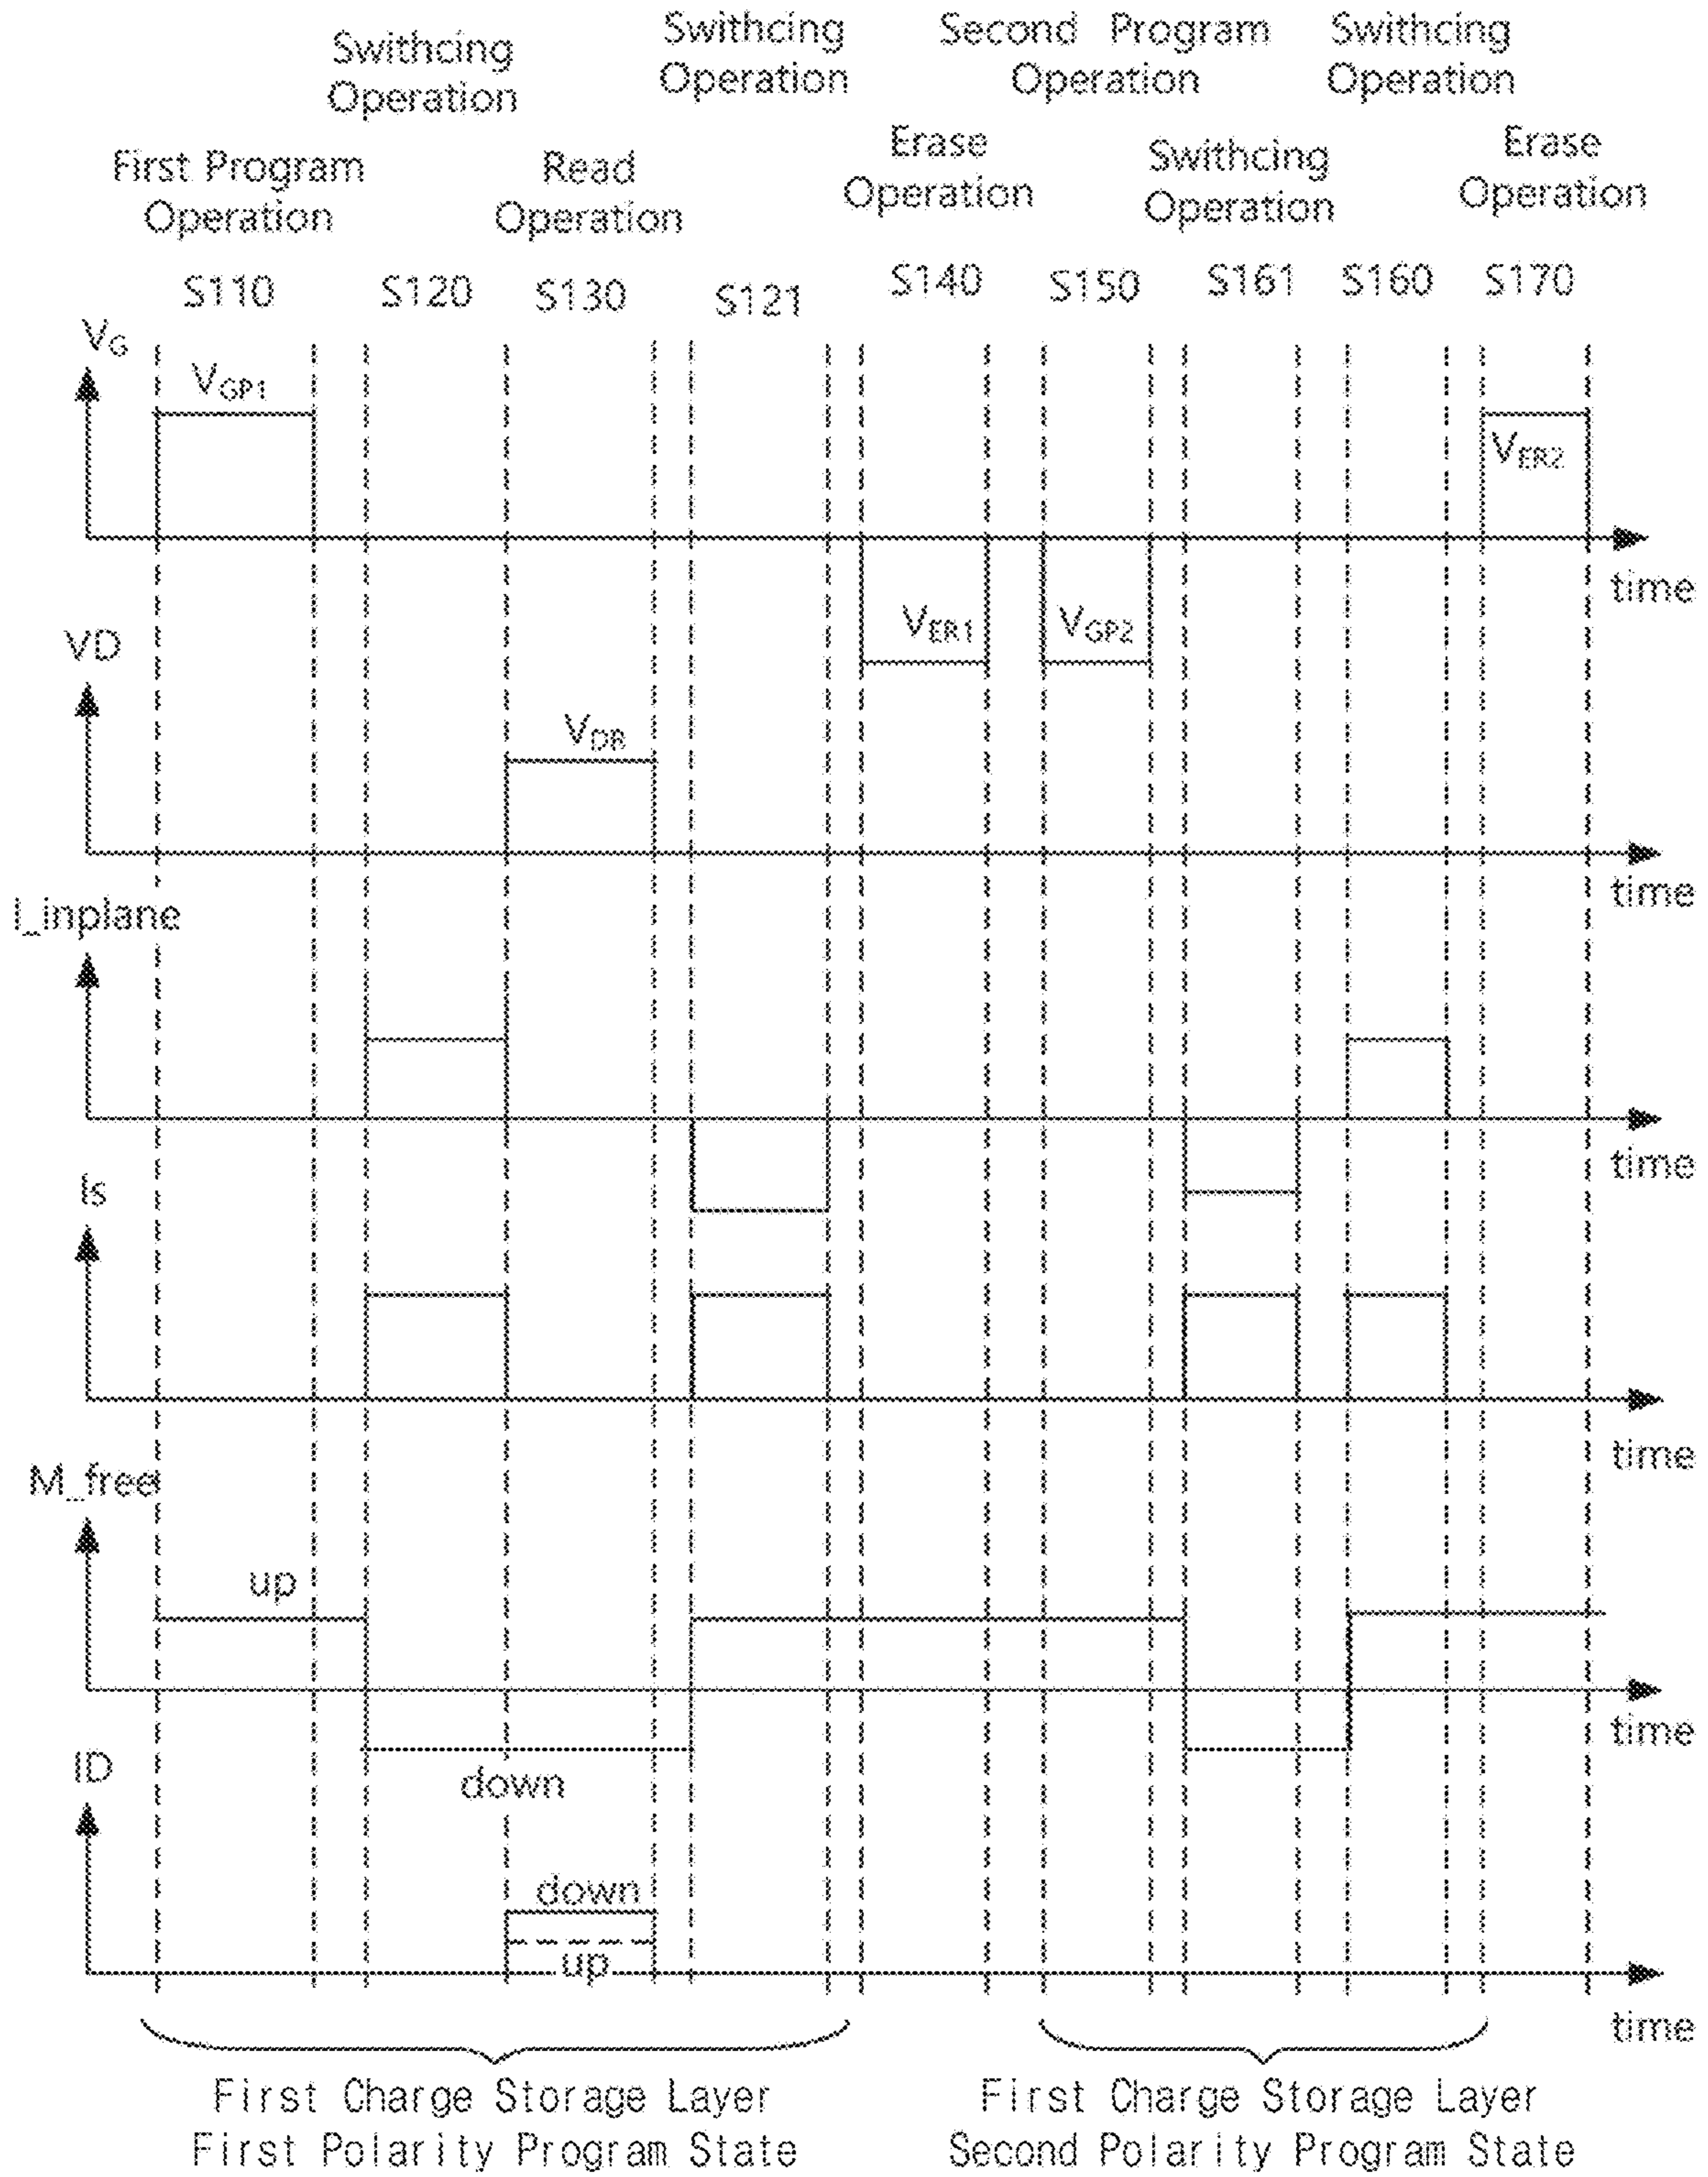 Swithcing
Operation
Swithcing
Operation
Second Program
Operation
Swithcing
Operation
First Program
Operation
Read
Operation
Erase
Operation
Swithcing
Operation
Erase
Operation
S110
S120
S130
S121
S140
S150
S161
S160
S170
VG
VGP1
VER2
time
VER1
VGP2
VD
VDR
time
I_inplane
time
Is
time
M_free
up
time
down
ID
down
up
time
First Charge Storage Layer
First Polarity Program State
First Charge Storage Layer
Second Polarity Program State